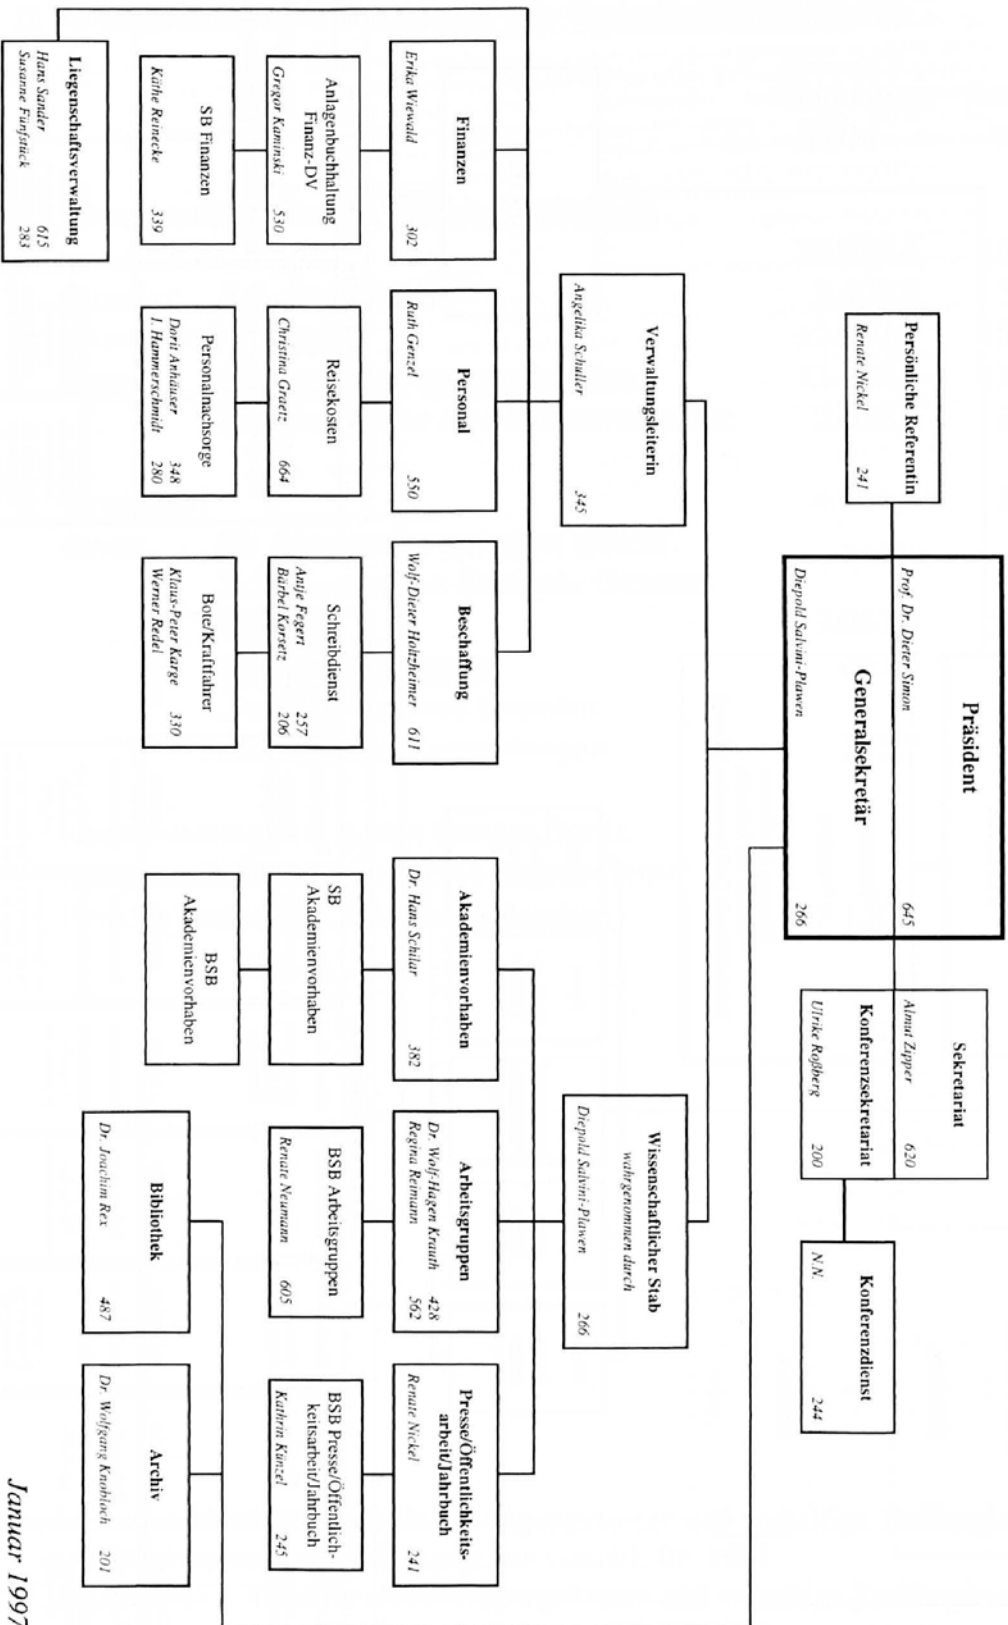 Präsident
Prof. Dr. Dieter Simon 645
Generalsekretär
Diepold Salvini-Plawen 266
Persönliche Referentin
Renate Nickel 241
Sekretariat
Almut Zipper 620
Konferenzsekretariat
Ulrike Roßberg 200
Konferenzdienst
N.N. 244
Verwaltungsleiterin
Angelika Schuller 345
Wissenschaftlicher Stab
wahrgenommen durch
Diepold Salvini-Plawen 266
Finanzen
Erika Wiewald 302
Personal
Ruth Genzel 550
Beschaffung
Wolf-Dieter Holtzheimer 611
Akademienvorhaben
Dr. Hans Schilar 382
Arbeitsgruppen
Dr. Wolf-Hagen Krauth 428
Regina Reimann 562
Presse/Öffentlichkeits-
arbeit/Jahrbuch
Renate Nickel 241
Anlagenbuchhaltung
Finanz-DV
Gregor Kaminski 530
Reisekosten
Christina Graetz 664
Schreibdienst
Antje Fegert 257
Bärbel Korsetz 206
SB
Akademienvorhaben
BSB Arbeitsgruppen
Renate Neumann 605
BSB Presse/Öffentlich-
keitsarbeit/Jahrbuch
Kathrin Künzel 245
SB Finanzen
Käthe Reinecke 339
Personalnachsorge
Dorit Anhäuser 348
I. Hammerschmidt 280
Bote/Kraftfahrer
Klaus-Peter Karge 330
Werner Redel
BSB
Akademienvorhaben
Bibliothek
Dr. Joachim Rex 487
Archiv
Dr. Wolfgang Knobloch 201
Liegenschaftsverwaltung
Hans Sander 615
Susanne Fünfstück 283
Januar 1997